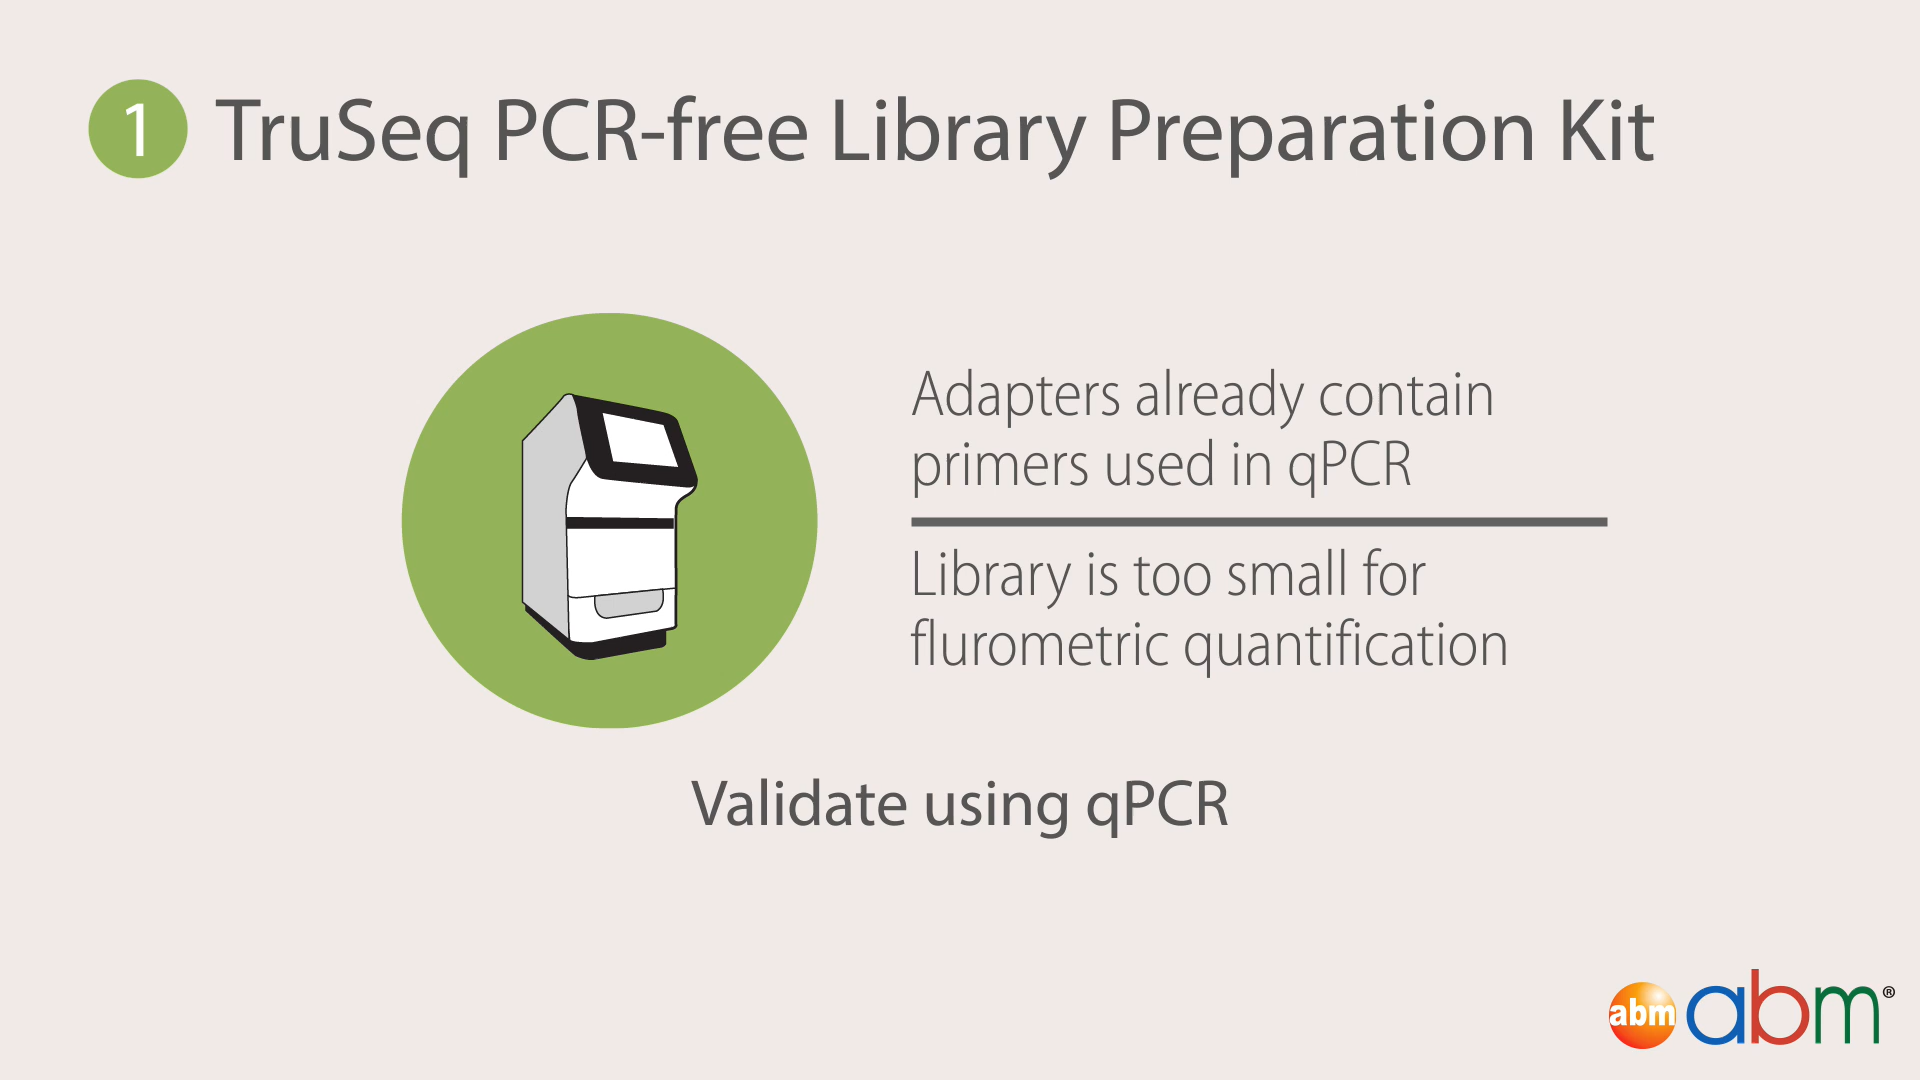 1 TruSeq PCR-free Library Preparation Kit
Adapters already contain
primers used in qPCR
Library is too small for
flurometric quantification
Validate using qPCR
abm abm®